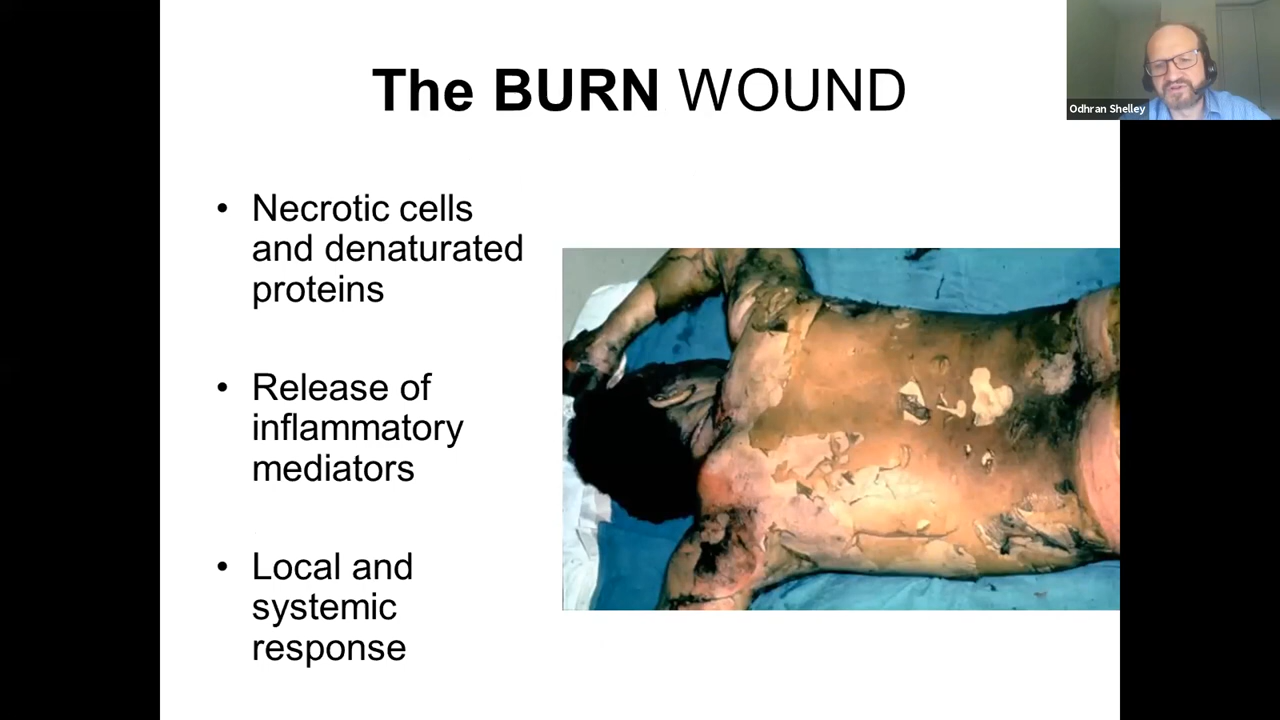 The BURN WOUND
Odhran Shelley
• Necrotic cells
and denaturated
proteins
• Release of
inflammatory
mediators
• Local and
systemic
response